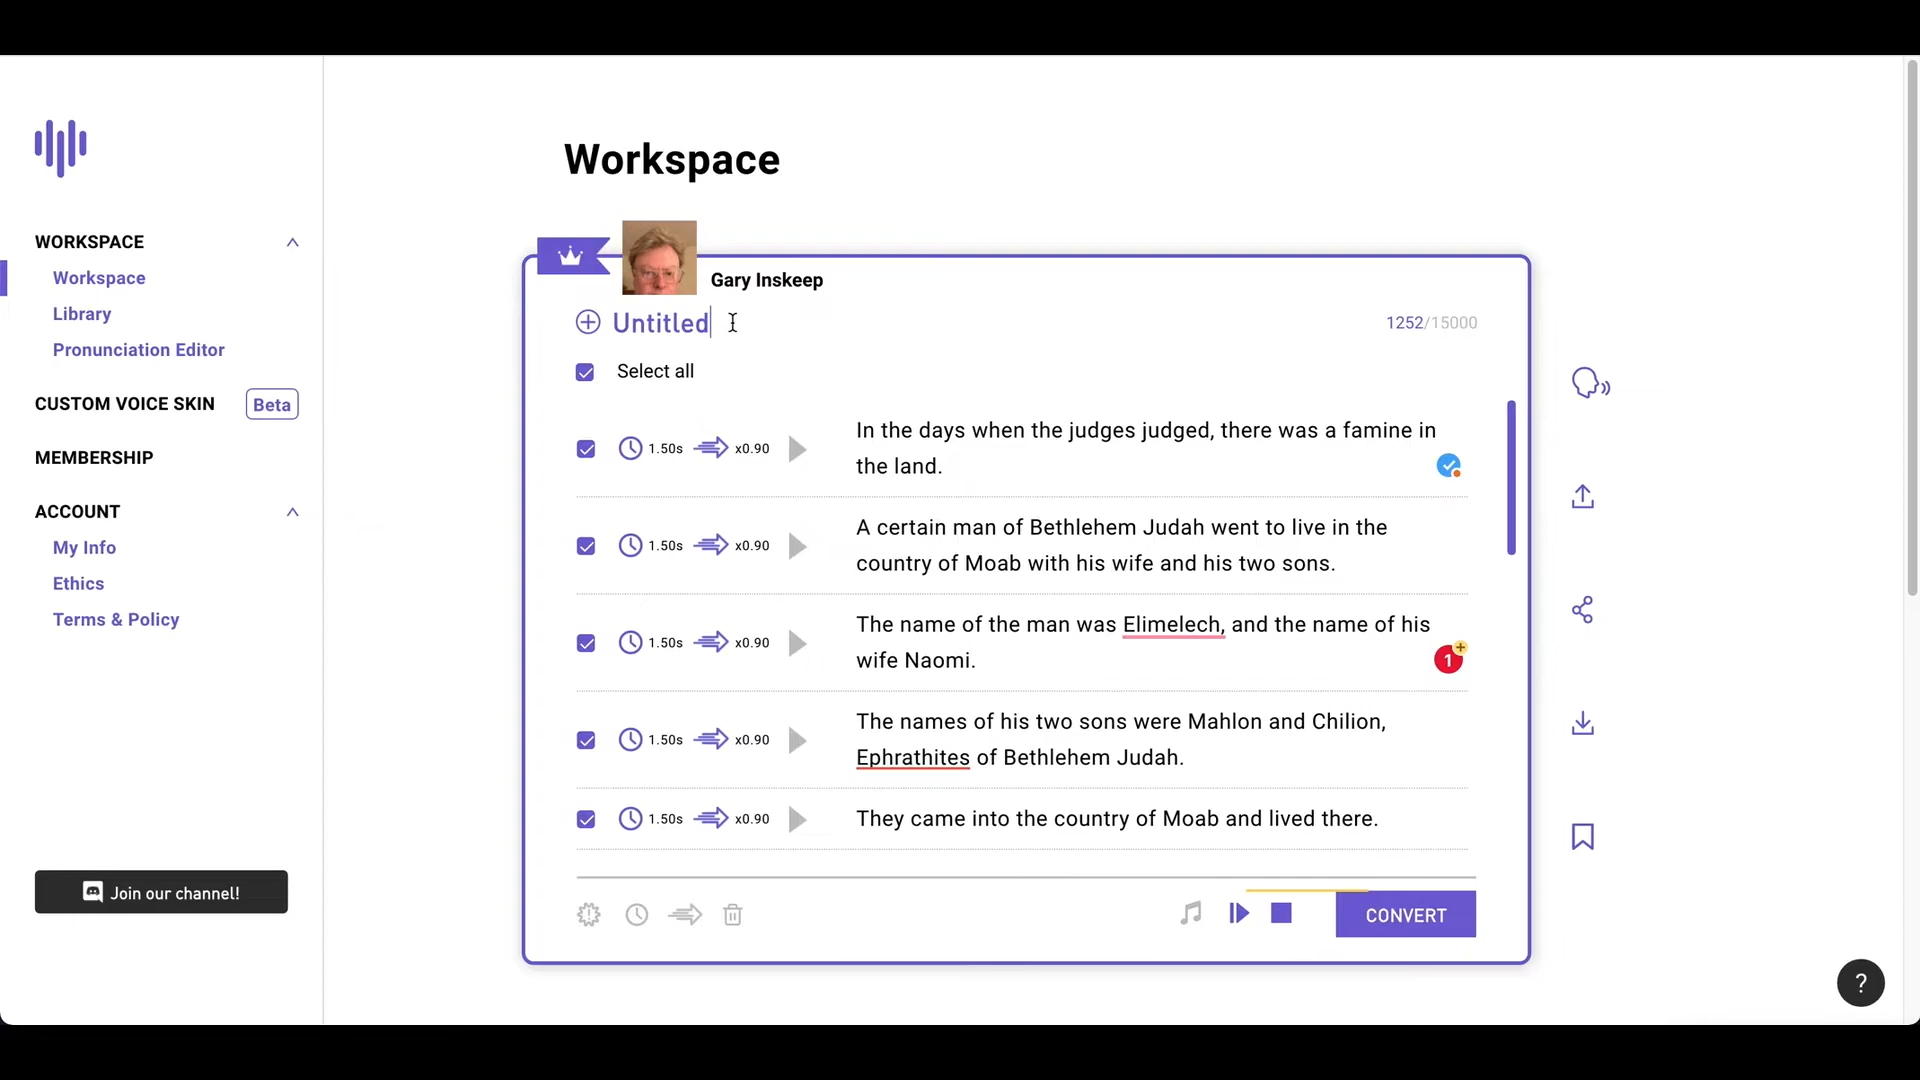 Workspace
WORKSPACE
Workspace
Library
Pronunciation Editor
CUSTOM VOICE SKIN Beta
MEMBERSHIP
ACCOUNT
My Info
Ethics
Terms & Policy
Join our channel!
Gary Inskeep
Untitled
1252/15000
Select all
1.50s x0.90 In the days when the judges judged, there was a famine in
the land.
1.50s x0.90 A certain man of Bethlehem Judah went to live in the
country of Moab with his wife and his two sons.
1.50s x0.90 The name of the man was Elimelech, and the name of his
wife Naomi.
1
1.50s x0.90 The names of his two sons were Mahlon and Chilion,
Ephrathites of Bethlehem Judah.
1.50s x0.90 They came into the country of Moab and lived there.
CONVERT
?